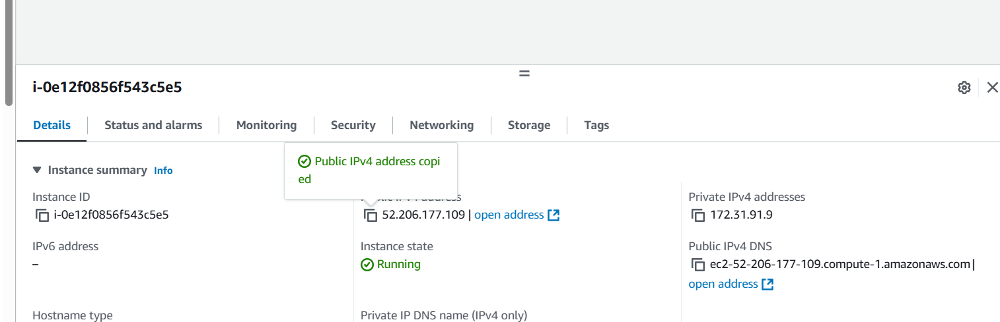 i-0e12f0856f543c5e5
Details
Status and alarms
Monitoring
Security
Networking
Storage
Tags
Public IPv4 address copi
ed
Instance summary Info
Instance ID
i-0e12f0856f543c5e5
address
52.206.177.109 | open address
Private IPv4 addresses
172.31.91.9
IPv6 address
–
Instance state
Running
Public IPv4 DNS
ec2-52-206-177-109.compute-1.amazonaws.com |
open address
Hostname type
Private IP DNS name (IPv4 only)